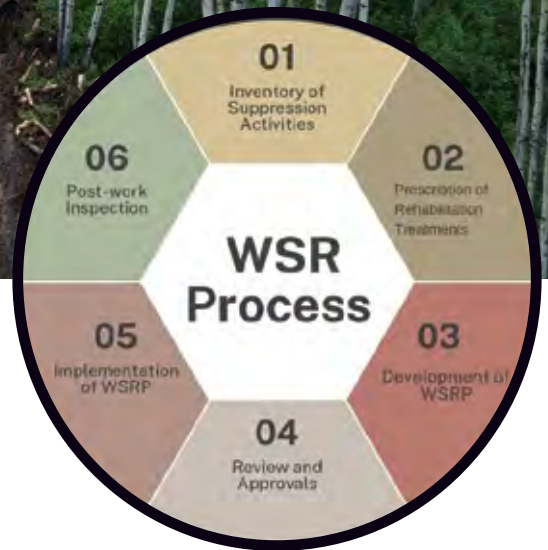 01
Inventory of
Suppression
Activities
02
Prescription of
Rehabilitation
Treatments
03
Development of
WSRP
04
Review and
Approvals
05
Implementation
of WSRP
06
Post-work
Inspection
WSR
Process